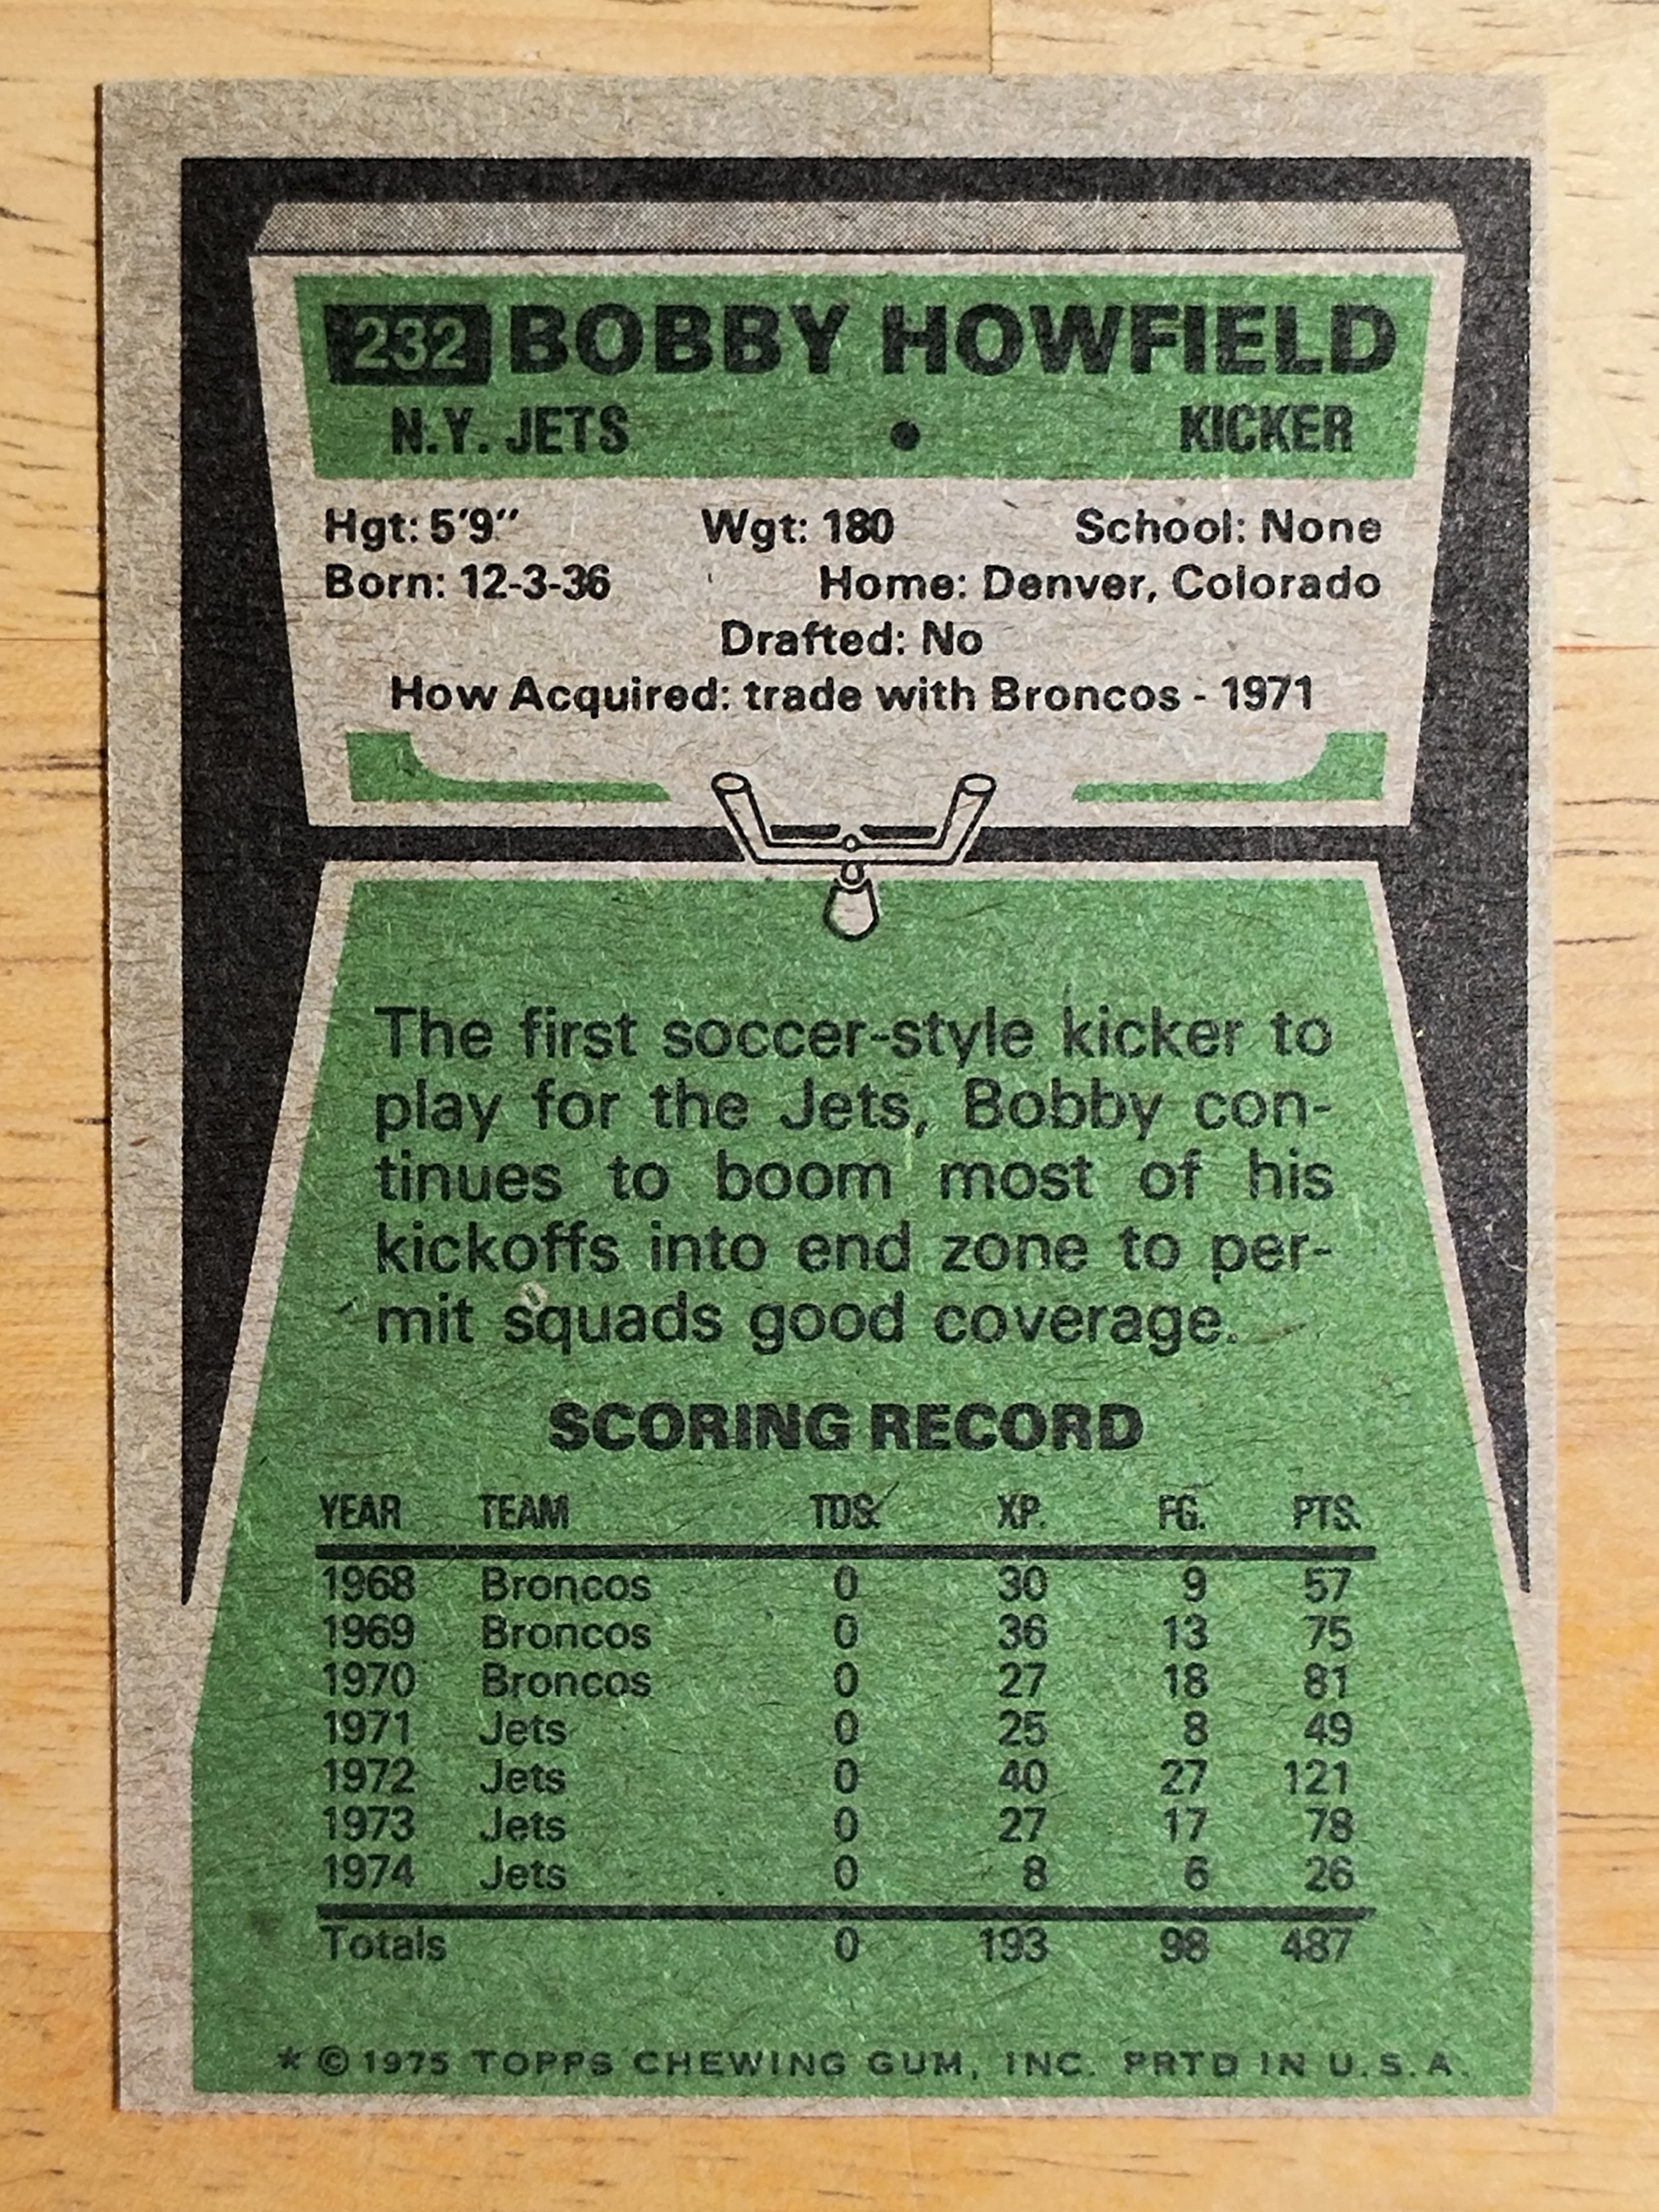 232 BOBBY HOWFIELD
N.Y. JETS • KICKER
Hgt: 5'9" Wgt: 180 School: None
Born: 12-3-36 Home: Denver, Colorado
Drafted: No
How Acquired: trade with Broncos - 1971
The first soccer-style kicker to
play for the Jets, Bobby con-
tinues to boom most of his
kickoffs into end zone to per-
mit squads good coverage.
SCORING RECORD
YEAR TEAM TDS. XP. FG. PTS.
1968 Broncos 0 30 9 57
1969 Broncos 0 36 13 75
1970 Broncos 0 27 18 81
1971 Jets 0 25 8 49
1972 Jets 0 40 27 121
1973 Jets 0 27 17 78
1974 Jets 0 8 6 26
Totals 0 193 98 487
* © 1975 TOPPS CHEWING GUM, INC. PRTD IN U.S.A.